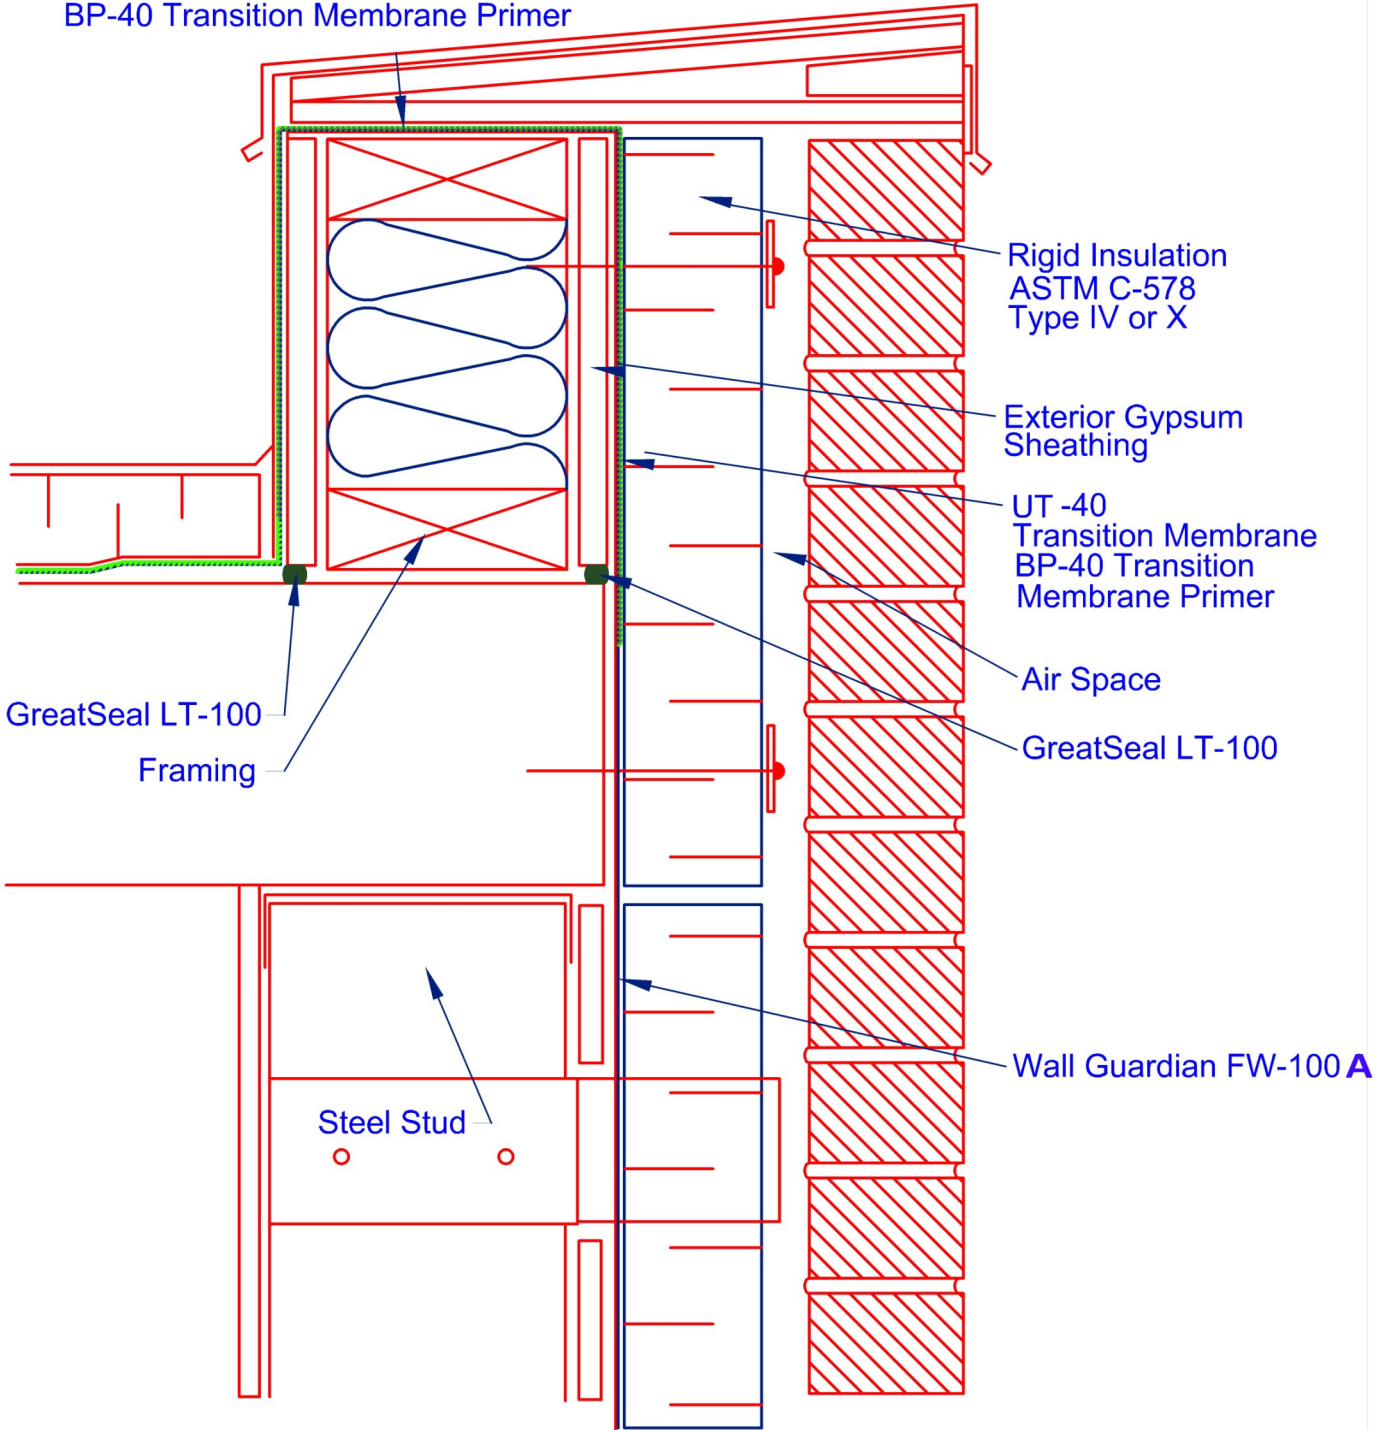 BP-40 Transition Membrane Primer
Rigid Insulation
ASTM C-578
Type IV or X
Exterior Gypsum
Sheathing
UT -40
Transition Membrane
BP-40 Transition
Membrane Primer
Air Space
GreatSeal LT-100
GreatSeal LT-100
Framing
Wall Guardian FW-100 A
Steel Stud